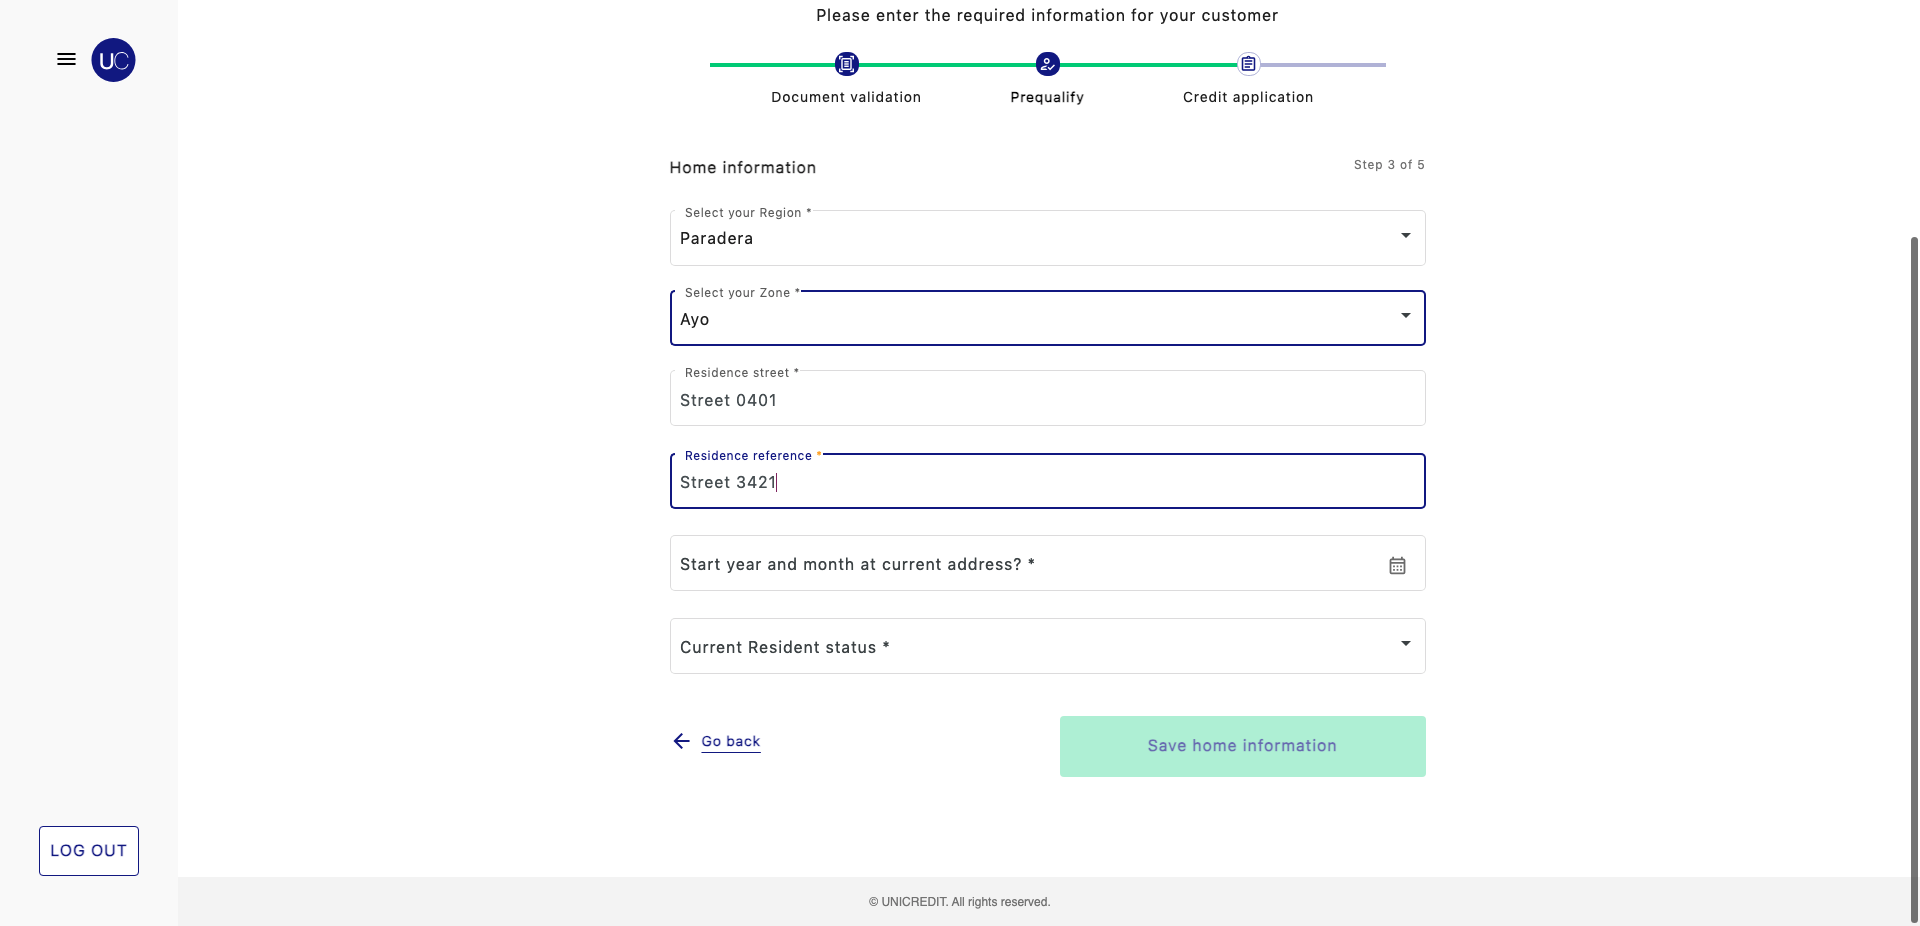 Please enter the required information for your customer
UC
Document validation
Prequalify
Credit application
Home information
Step 3 of 5
Select your Region *
Paradera
Select your Zone *
Ayo
Residence street *
Street 0401
Residence reference *
Street 3421
Start year and month at current address? *
Current Resident status *
Go back
Save home information
LOG OUT
© UNICREDIT. All rights reserved.